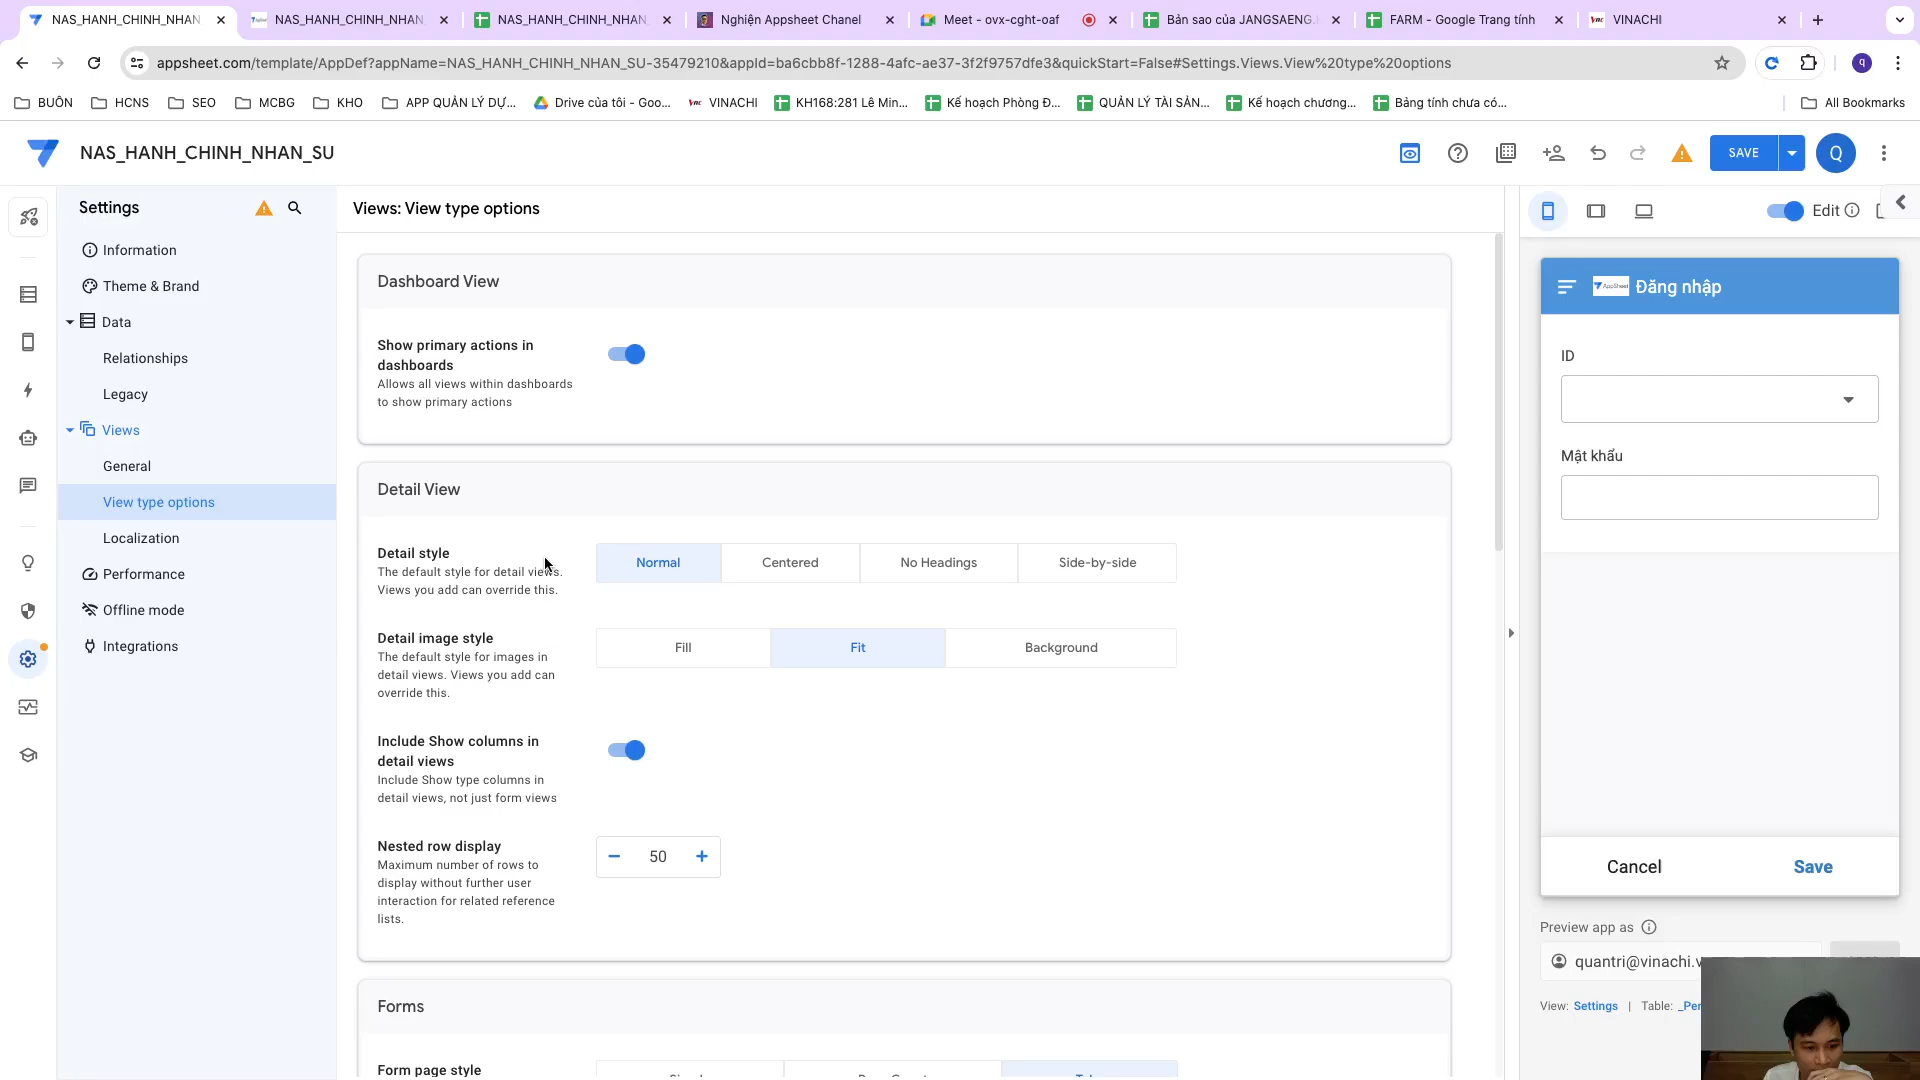 NAS_HANH_CHINH_NHAN
NAS_HANH_CHINH_NHAN
NAS_HANH_CHINH_NHAN
Nghiện Appsheet Chanel
Meet - ovx-cght-oaf
Bản sao của JANGSAENG
FARM - Google Trang tính
VINACHI
appsheet.com/template/AppDef?appName=NAS_HANH_CHINH_NHAN_SU-35479210&appId=ba6cbb8f-1288-4afc-ae37-3f2f9757dfe3&quickStart=False#Settings.Views.View%20type%20options
q
BUÔN
HCNS
SEO
MCBG
KHO
APP QUẢN LÝ DỰ...
Drive của tôi - Goo...
VINACHI
KH168:281 Lê Min...
Kế hoạch Phòng Đ...
QUẢN LÝ TÀI SẢN...
Kế hoạch chương...
Bảng tính chưa có...
All Bookmarks
NAS_HANH_CHINH_NHAN_SU
SAVE
Q
Settings
Information
Theme & Brand
Data
Relationships
Legacy
Views
General
View type options
Localization
Performance
Offline mode
Integrations
Views: View type options
Dashboard View
Show primary actions in
dashboards
Allows all views within dashboards
to show primary actions
Detail View
Detail style
The default style for detail views.
Views you add can override this.
Normal
Centered
No Headings
Side-by-side
Detail image style
The default style for images in
detail views. Views you add can
override this.
Fill
Fit
Background
Include Show columns in
detail views
Include Show type columns in
detail views, not just form views
Nested row display
Maximum number of rows to
display without further user
interaction for related reference
lists.
50
Forms
Form page style
Edit
AppSheet
Đăng nhập
ID
Mật khẩu
Cancel
Save
Preview app as
quantri@vinachi.v
View: Settings | Table: _Per